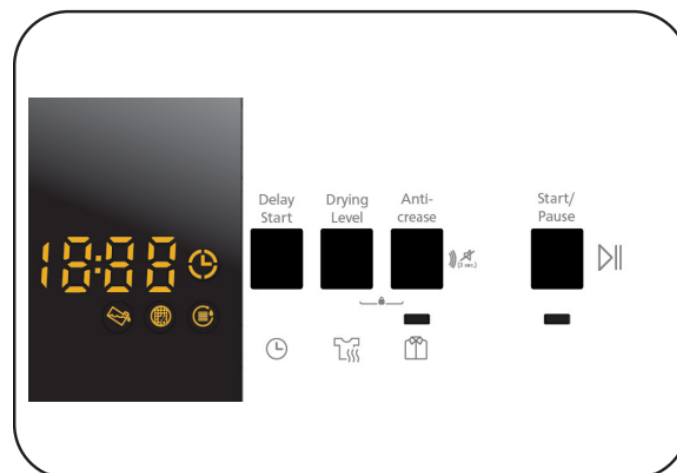 Delay
Start
Drying
Level
Anti-
crease
Start/
Pause
18:88
(3 sec.)